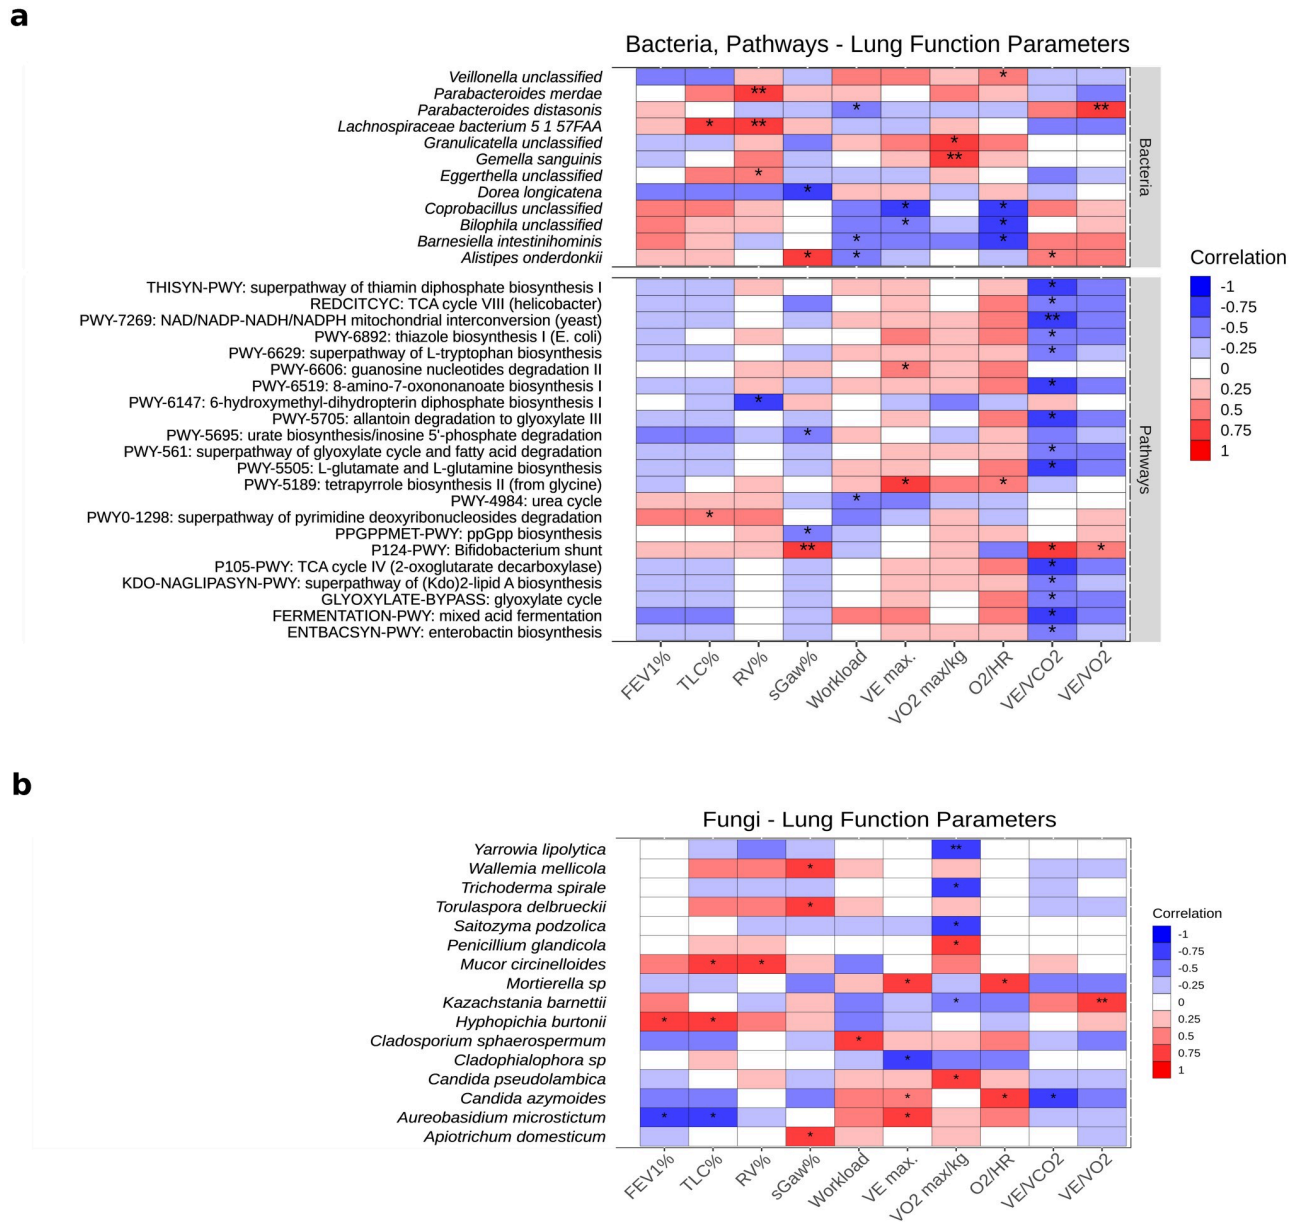 a
Bacteria, Pathways - Lung Function Parameters
Veillonella unclassified
*
Parabacteroides merdae
**
Parabacteroides distasonis
* **
Lachnospiraceae bacterium 5 1 57FAA
* **
Granulicatella unclassified
*
Gemella sanguinis
**
Eggerthella unclassified
*
Dorea longicatena
*
Coprobacillus unclassified
* *
Bilophila unclassified
* *
Barnesiella intestinihominis
* *
Alistipes onderdonkii
* * *
Bacteria
THISYN-PWY: superpathway of thiamin diphosphate biosynthesis I
*
REDCITCYC: TCA cycle VIII (helicobacter)
*
PWY-7269: NAD/NADP-NADH/NADPH mitochondrial interconversion (yeast)
**
PWY-6892: thiazole biosynthesis I (E. coli)
*
PWY-6629: superpathway of L-tryptophan biosynthesis
*
PWY-6606: guanosine nucleotides degradation II
*
PWY-6519: 8-amino-7-oxononanoate biosynthesis I
*
PWY-6147: 6-hydroxymethyl-dihydropterin diphosphate biosynthesis I
*
PWY-5705: allantoin degradation to glyoxylate III
*
PWY-5695: urate biosynthesis/inosine 5'-phosphate degradation
*
PWY-561: superpathway of glyoxylate cycle and fatty acid degradation
*
PWY-5505: L-glutamate and L-glutamine biosynthesis
*
PWY-5189: tetrapyrrole biosynthesis II (from glycine)
* *
PWY-4984: urea cycle
*
PWY0-1298: superpathway of pyrimidine deoxyribonucleosides degradation
*
PPGPPMET-PWY: ppGpp biosynthesis
*
P124-PWY: Bifidobacterium shunt
** * *
P105-PWY: TCA cycle IV (2-oxoglutarate decarboxylase)
*
KDO-NAGLIPASYN-PWY: superpathway of (Kdo)2-lipid A biosynthesis
*
GLYOXYLATE-BYPASS: glyoxylate cycle
*
FERMENTATION-PWY: mixed acid fermentation
*
ENTBACSYN-PWY: enterobactin biosynthesis
*
Pathways
FEV1%
TLC%
RV%
sGaw%
Workload
VE max.
VO2 max/kg
O2/HR
VE/VCO2
VE/VO2
Correlation
-1
-0.75
-0.5
-0.25
0
0.25
0.5
0.75
1
b
Fungi - Lung Function Parameters
Yarrowia lipolytica
**
Wallemia mellicola
*
Trichoderma spirale
*
Torulaspora delbrueckii
*
Saitozyma podzolica
*
Penicillium glandicola
*
Mucor circinelloides
* *
Mortierella sp
* *
Kazachstania barnettii
* **
Hyphopichia burtonii
* *
Cladosporium sphaerospermum
*
Cladophialophora sp
*
Candida pseudolambica
*
Candida azymoides
* * *
Aureobasidium microstictum
* * *
Apiotrichum domesticum
*
FEV1%
TLC%
RV%
sGaw%
Workload
VE max.
VO2 max/kg
O2/HR
VE/VCO2
VE/VO2
Correlation
-1
-0.75
-0.5
-0.25
0
0.25
0.5
0.75
1